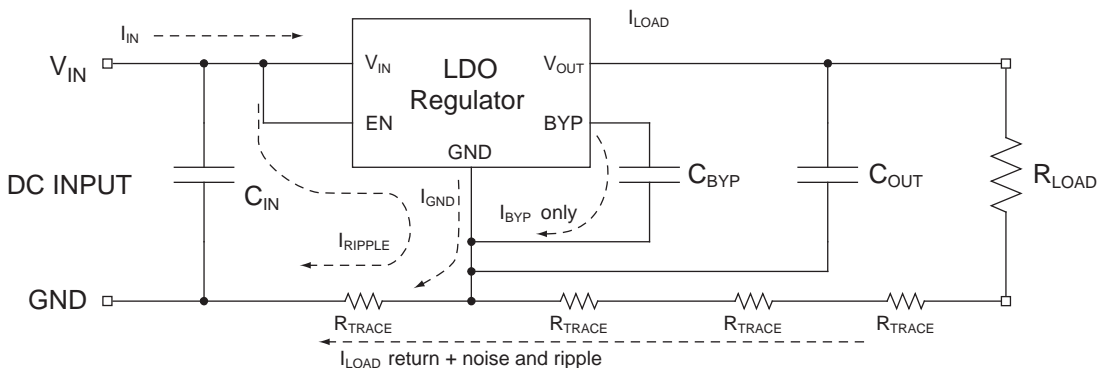 I_IN
I_LOAD
V_IN
V_IN
LDO
Regulator
V_OUT
EN
BYP
GND
DC INPUT
C_IN
I_GND
C_BYP
C_OUT
R_LOAD
I_BYP only
I_RIPPLE
GND
R_TRACE
R_TRACE
R_TRACE
R_TRACE
I_LOAD return + noise and ripple